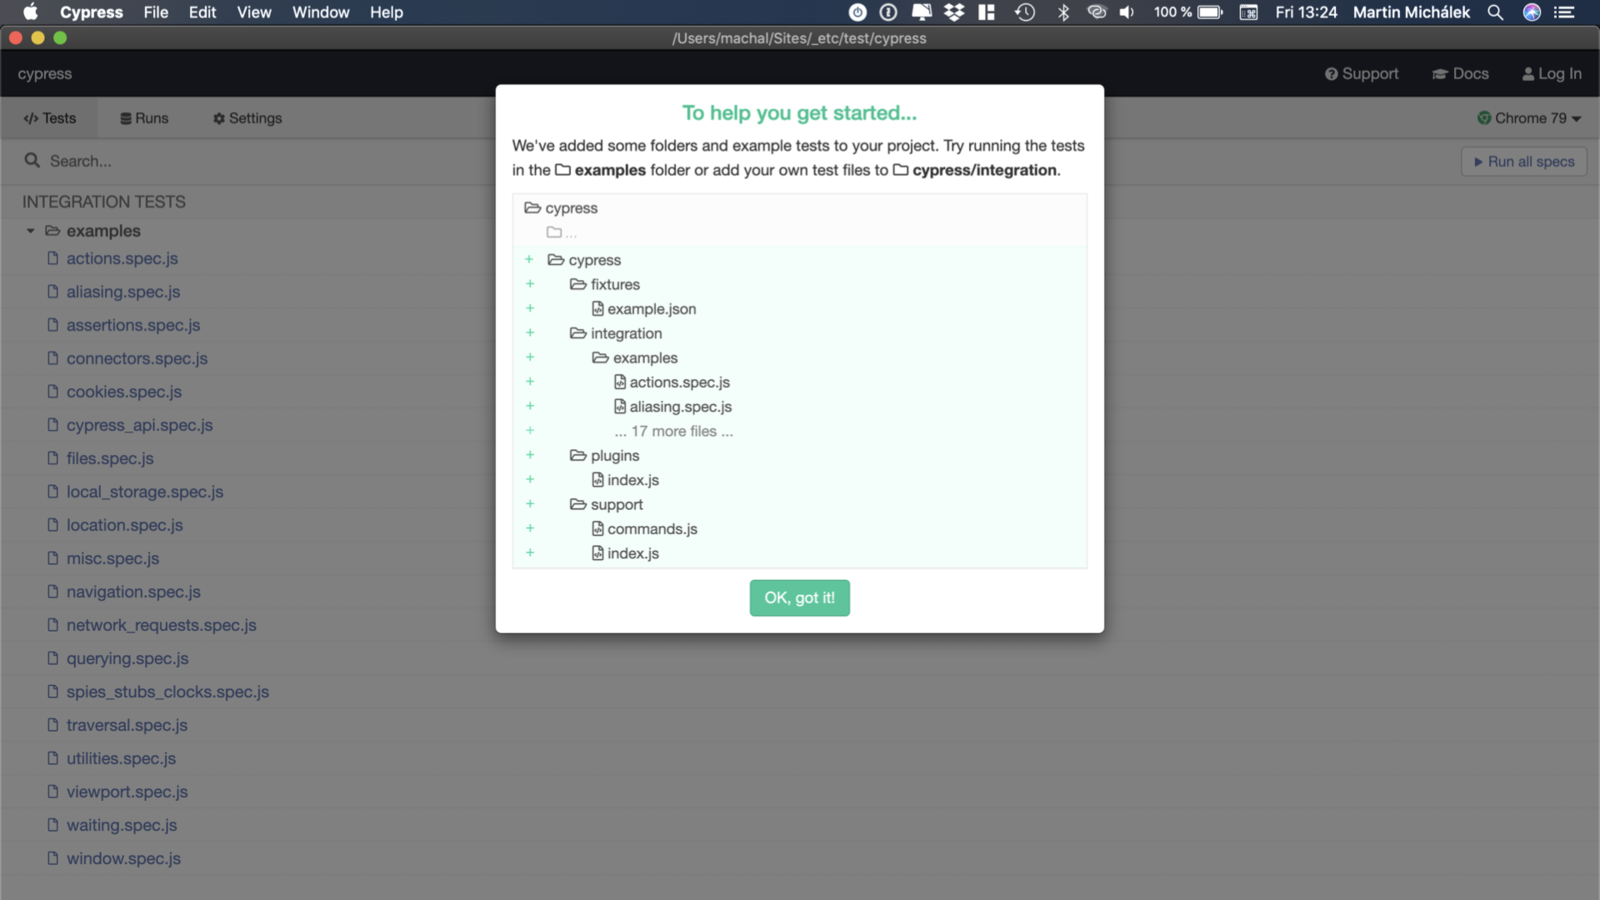 Cypress File Edit View Window Help 100 % Fri 13:24 Martin Michálek
/Users/machal/Sites/_etc/test/cypress
cypress Support Docs Log In
Tests Runs Settings Chrome 79
Search... Run all specs
INTEGRATION TESTS
examples
actions.spec.js
aliasing.spec.js
assertions.spec.js
connectors.spec.js
cookies.spec.js
cypress_api.spec.js
files.spec.js
local_storage.spec.js
location.spec.js
misc.spec.js
navigation.spec.js
network_requests.spec.js
querying.spec.js
spies_stubs_clocks.spec.js
traversal.spec.js
utilities.spec.js
viewport.spec.js
waiting.spec.js
window.spec.js
To help you get started...
We've added some folders and example tests to your project. Try running the tests
in the examples folder or add your own test files to cypress/integration.
cypress
...
+ cypress
+ fixtures
+ example.json
+ integration
+ examples
+ actions.spec.js
+ aliasing.spec.js
+ ... 17 more files ...
+ plugins
+ index.js
+ support
+ commands.js
+ index.js
OK, got it!